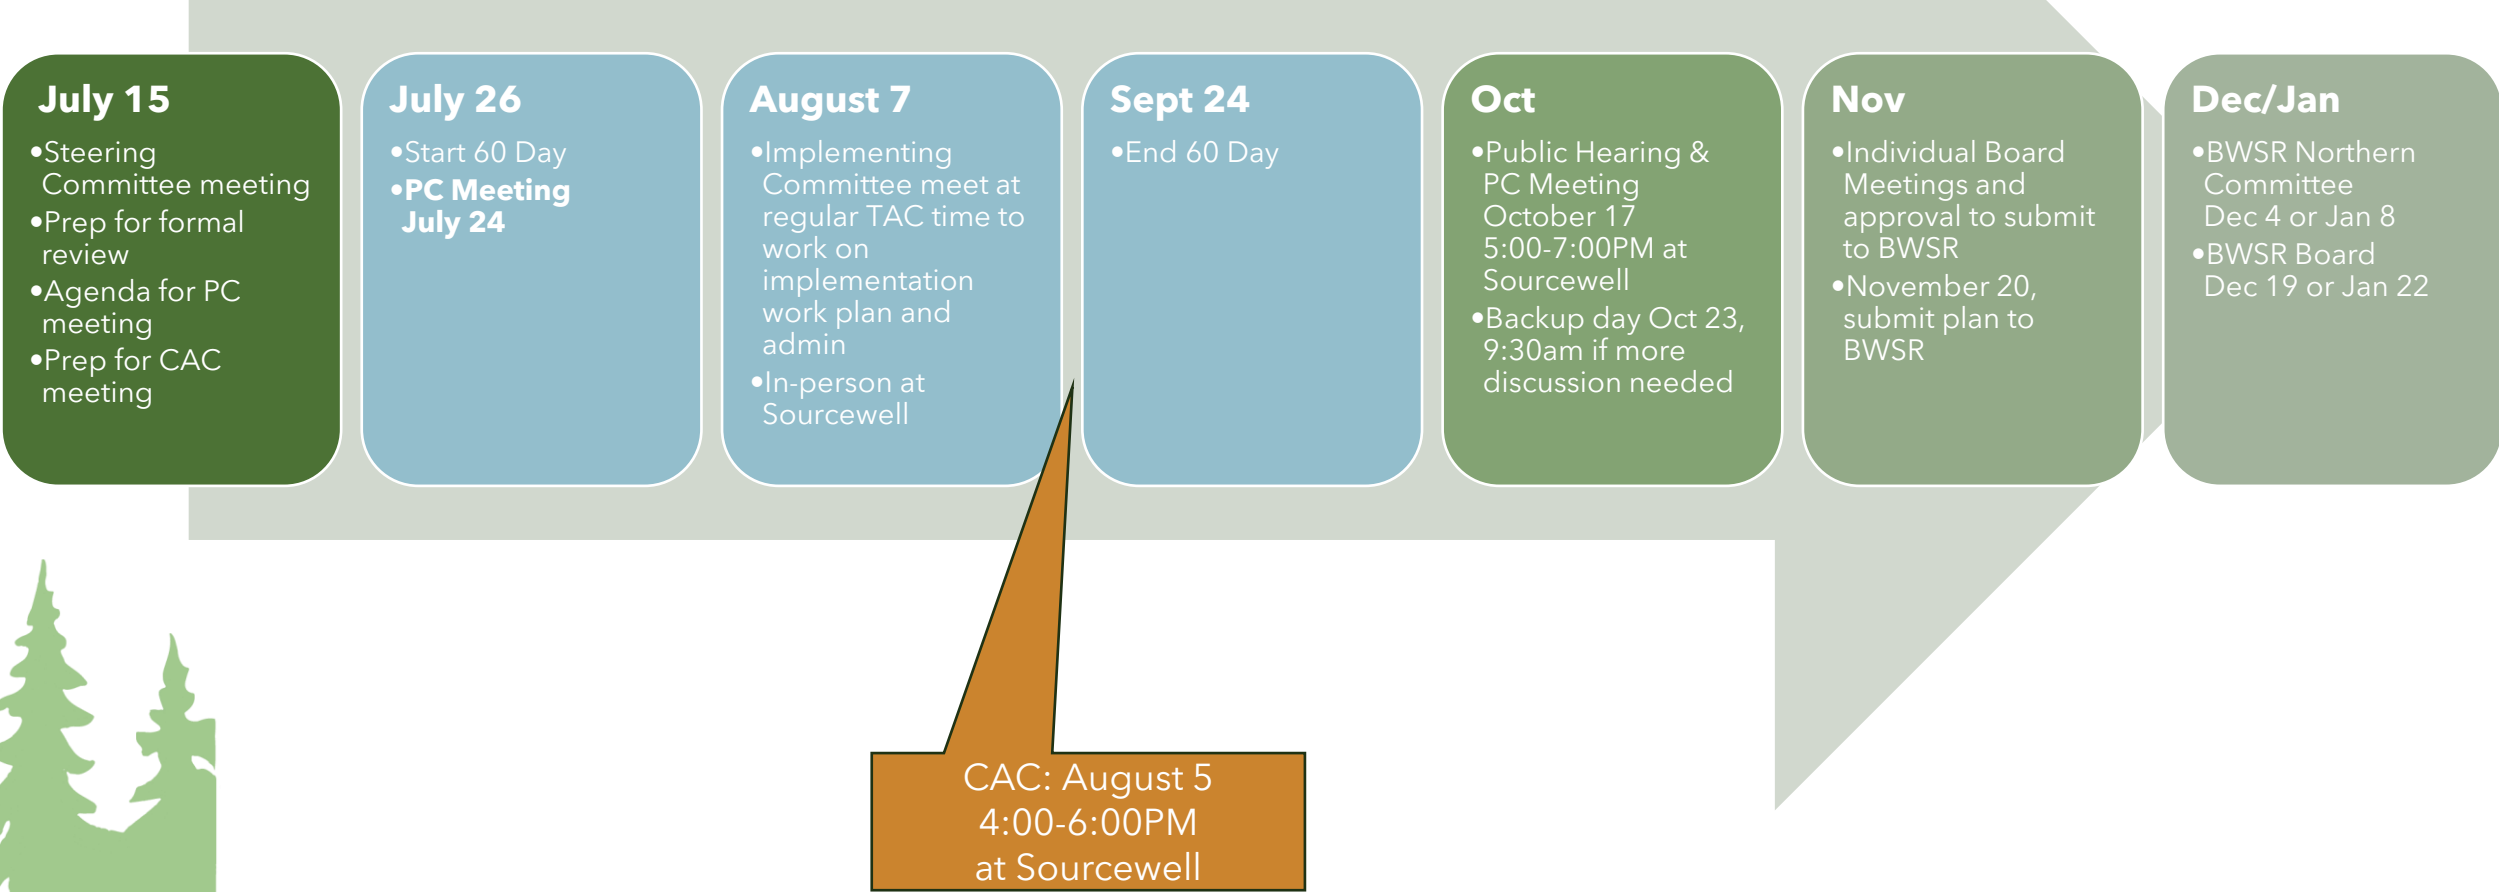 July 15
•Steering
Committee meeting
•Prep for formal
review
•Agenda for PC
meeting
•Prep for CAC
meeting
July 26
•Start 60 Day
•PC Meeting
July 24
August 7
•Implementing
Committee meet at
regular TAC time to
work on
implementation
work plan and
admin
•In-person at
Sourcewell
Sept 24
•End 60 Day
Oct
•Public Hearing &
PC Meeting
October 17
5:00-7:00PM at
Sourcewell
•Backup day Oct 23,
9:30am if more
discussion needed
Nov
•Individual Board
Meetings and
approval to submit
to BWSR
•November 20,
submit plan to
BWSR
Dec/Jan
•BWSR Northern
Committee
Dec 4 or Jan 8
•BWSR Board
Dec 19 or Jan 22
CAC: August 5
4:00-6:00PM
at Sourcewell